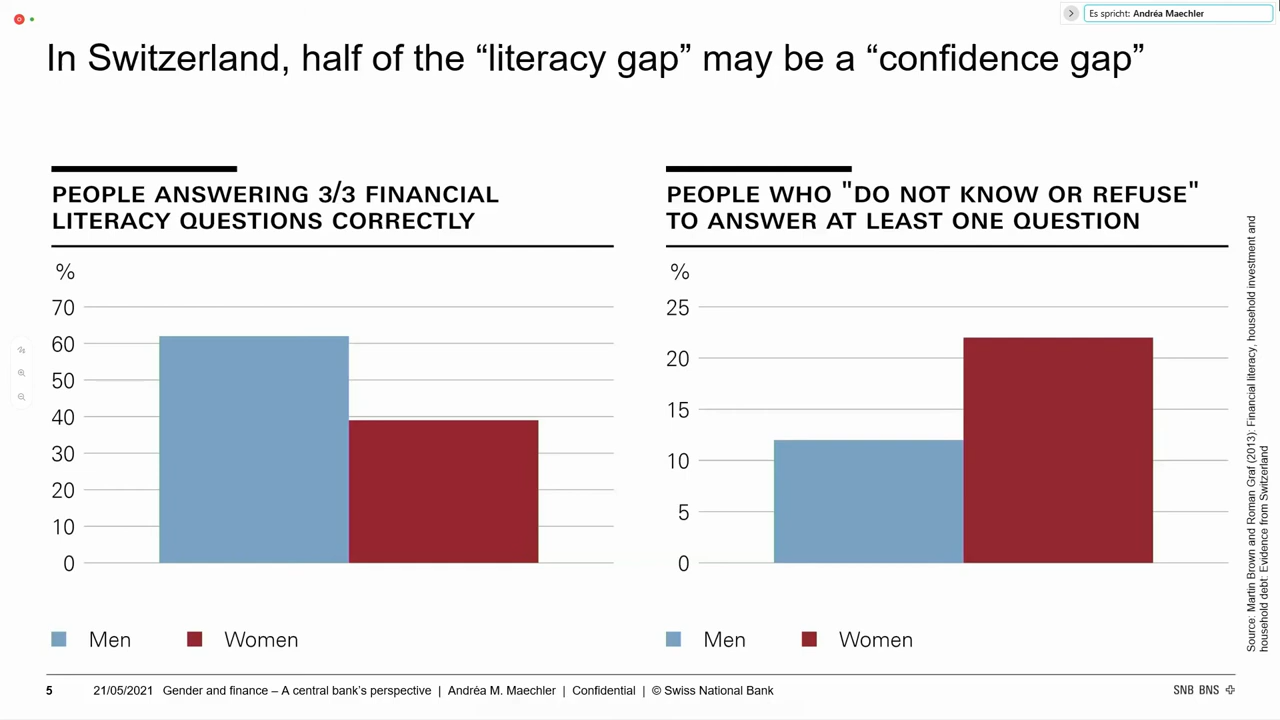 Es spricht: Andréa Maechler
In Switzerland, half of the “literacy gap” may be a “confidence gap”
PEOPLE ANSWERING 3/3 FINANCIAL
LITERACY QUESTIONS CORRECTLY
%
70
60
50
40
30
20
10
0
Men
Women
PEOPLE WHO "DO NOT KNOW OR REFUSE"
TO ANSWER AT LEAST ONE QUESTION
%
25
20
15
10
5
0
Men
Women
Source: Martin Brown and Roman Graf (2013): Financial literacy, household investment and
household debt: Evidence from Switzerland
5 21/05/2021 Gender and finance – A central bank’s perspective | Andréa M. Maechler | Confidential | © Swiss National Bank
SNB BNS